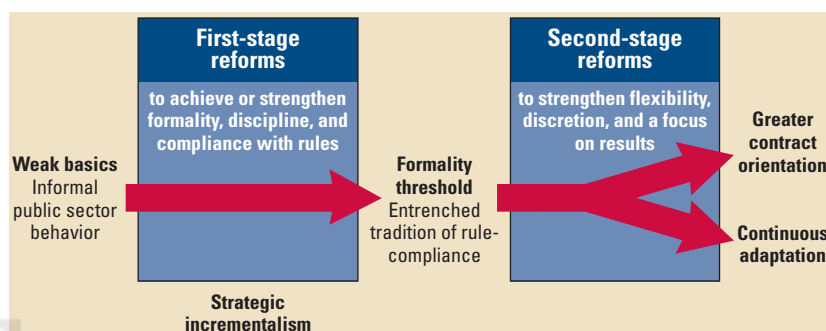 First-stage
reforms
to achieve or strengthen
formality, discipline, and
compliance with rules
Second-stage
reforms
to strengthen flexibility,
discretion, and a focus
on results
Weak basics
Informal
public sector
behavior
Formality
threshold
Entrenched
tradition of rule-
compliance
Greater
contract
orientation
Continuous
adaptation
Strategic
incrementalism